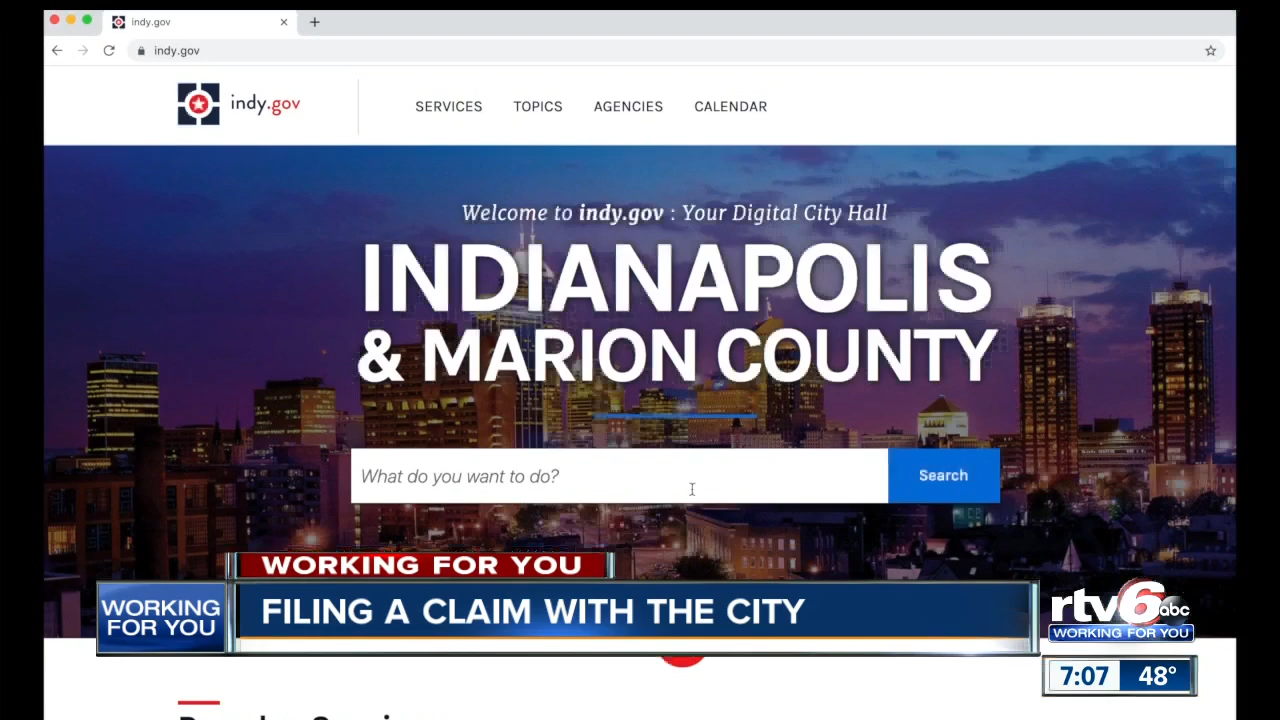 indy.gov
indy.gov
indy.gov
SERVICES TOPICS AGENCIES CALENDAR
Welcome to indy.gov : Your Digital City Hall
INDIANAPOLIS
& MARION COUNTY
What do you want to do?
Search
WORKING FOR YOU
WORKING
FOR YOU
FILING A CLAIM WITH THE CITY
rtv6 abc
WORKING FOR YOU
7:07 48°